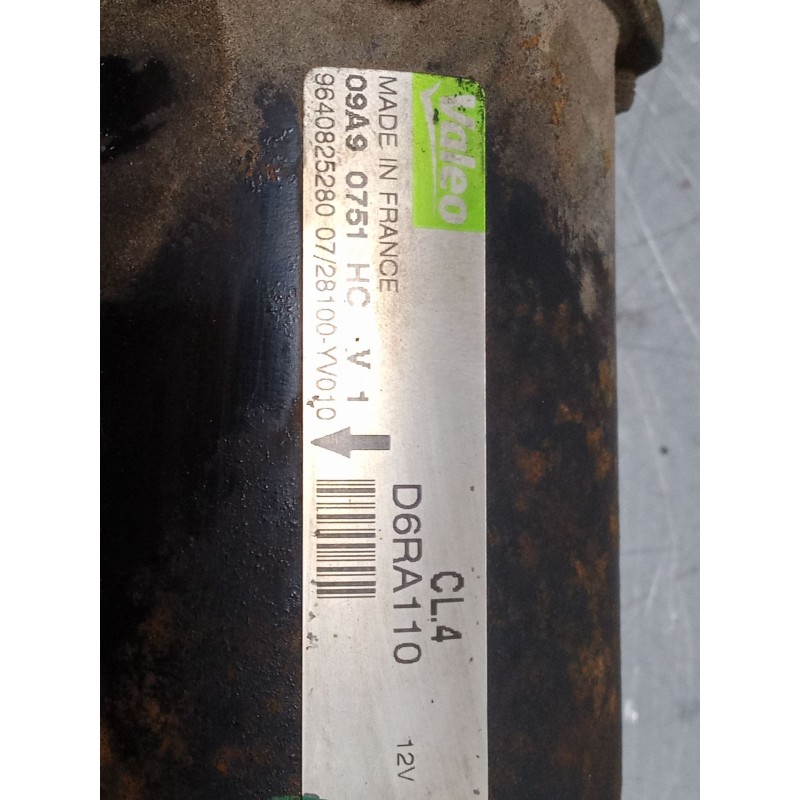 Valeo
MADE IN FRANCE
09A9 0751 HC V 1
9640825280 07/28100-YV010
CL.4
D6RA110
12V